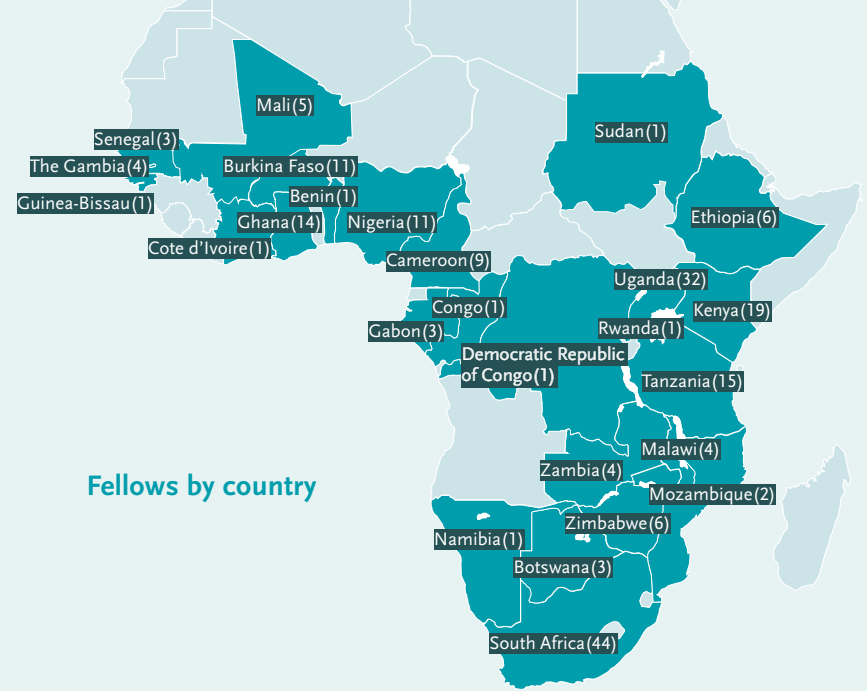 Mali(5)
Sudan(1)
Senegal(3)
The Gambia(4)
Burkina Faso(11)
Benin(1)
Guinea-Bissau(1)
Ghana(14)
Nigeria(11)
Ethiopia(6)
Cote d’Ivoire(1)
Cameroon(9)
Uganda(32)
Congo(1)
Kenya(19)
Gabon(3)
Rwanda(1)
Democratic Republic
of Congo(1)
Tanzania(15)
Malawi(4)
Zambia(4)
Fellows by country
Mozambique(2)
Zimbabwe(6)
Namibia(1)
Botswana(3)
South Africa(44)